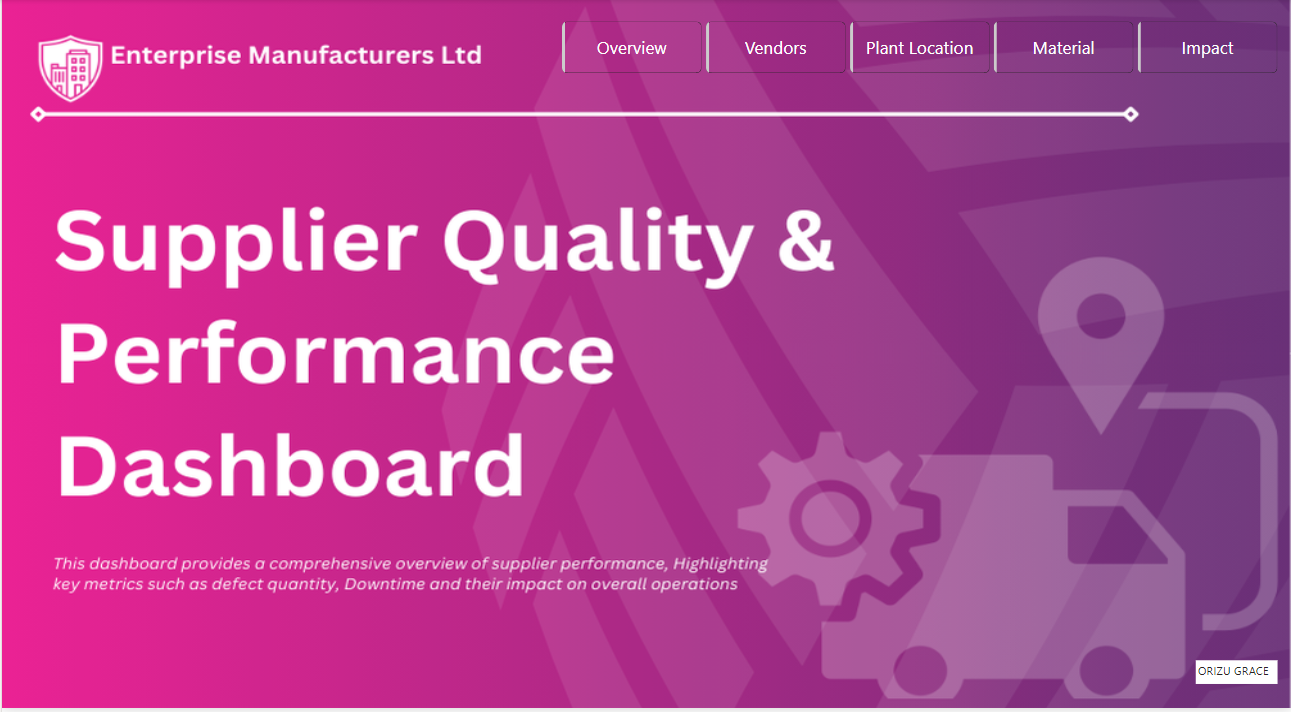 Enterprise Manufacturers Ltd
Overview
Vendors
Plant Location
Material
Impact
Supplier Quality &
Performance
Dashboard
This dashboard provides a comprehensive overview of supplier performance, Highlighting
key metrics such as defect quantity, Downtime and their impact on overall operations
ORIZU GRACE